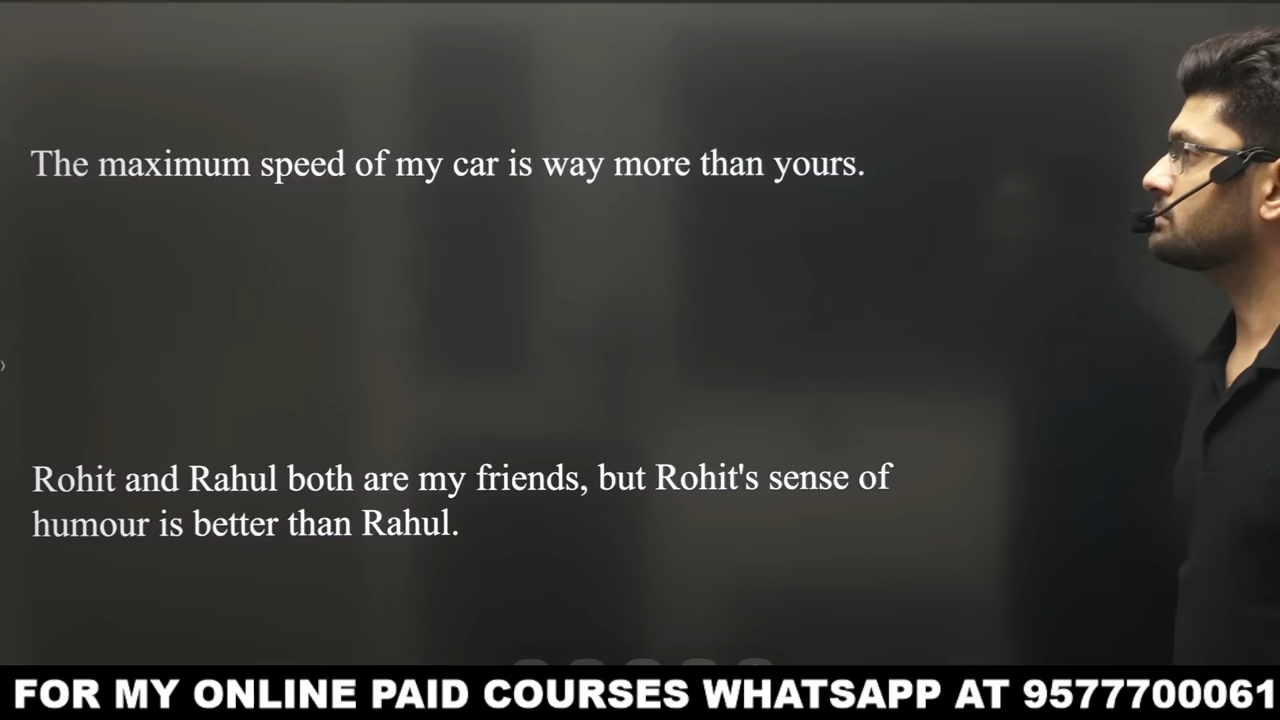 The maximum speed of my car is way more than yours.
Rohit and Rahul both are my friends, but Rohit's sense of
humour is better than Rahul.
FOR MY ONLINE PAID COURSES WHATSAPP AT 9577700061